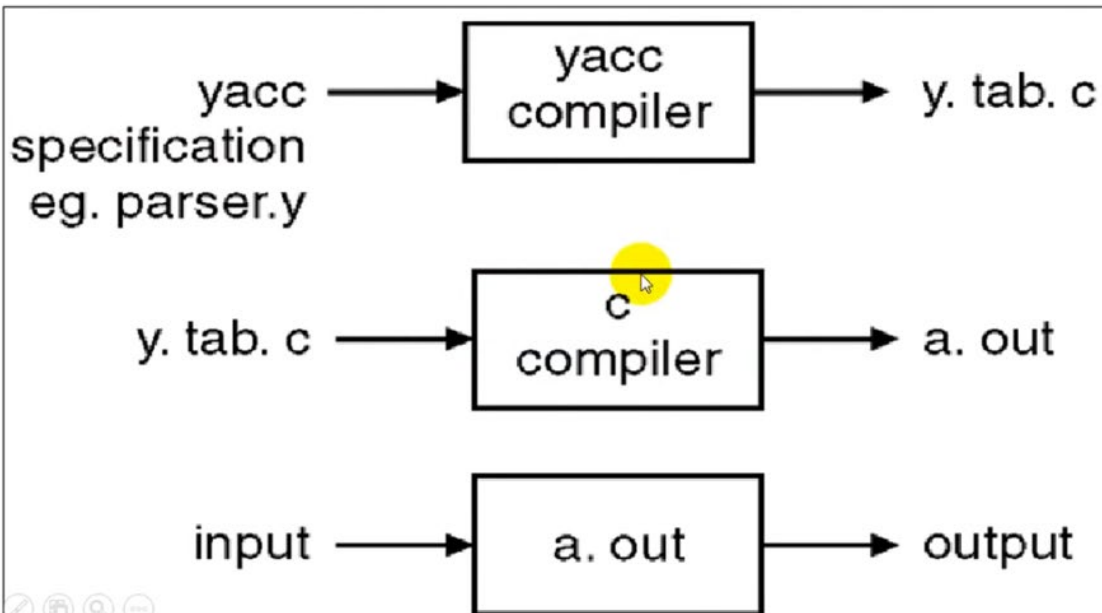 yacc
specification
eg. parser.y
yacc
compiler
y. tab. c
y. tab. c
c
compiler
a. out
input
a. out
output